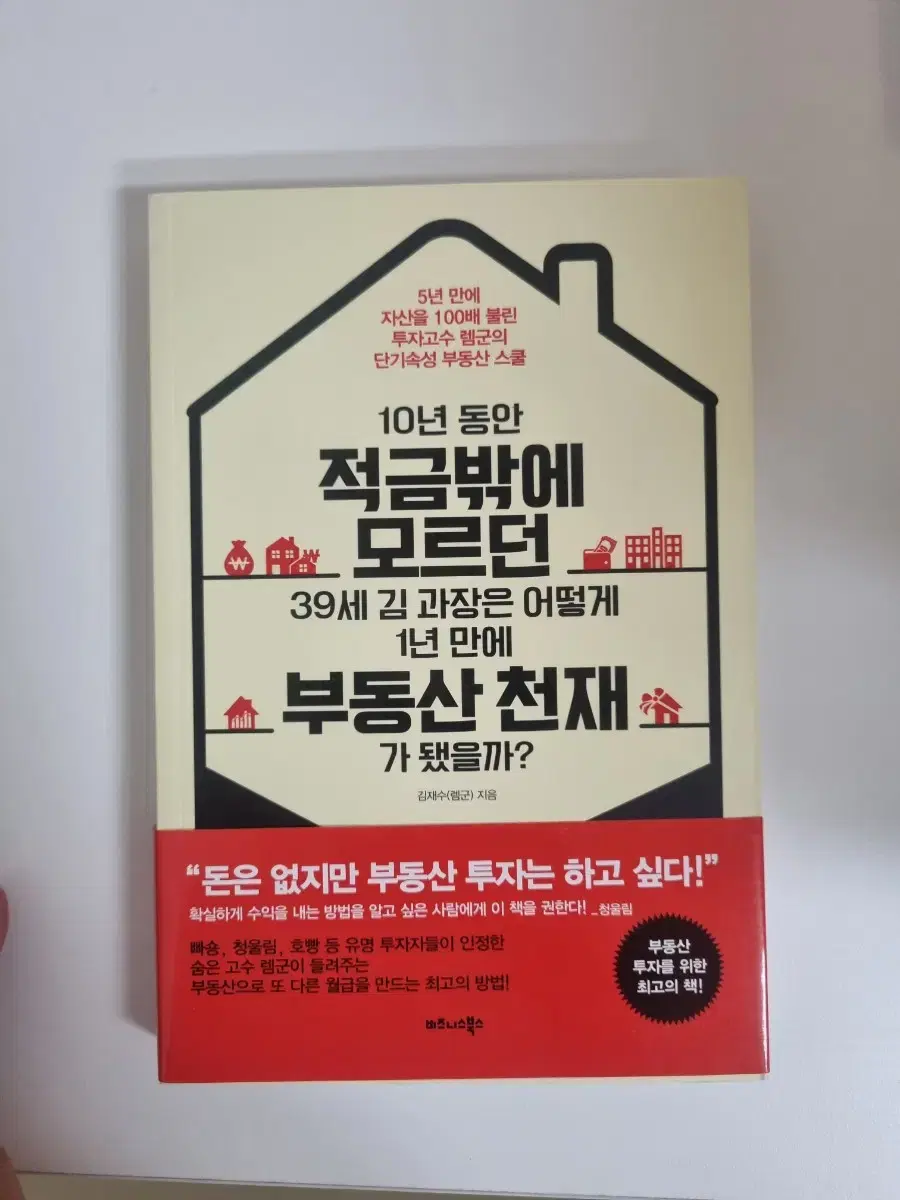 5년 만에
자산을 100배 불린
투자고수 렘군의
단기속성 부동산 스쿨
10년 동안
적금밖에
모르던
39세 김 과장은 어떻게
1년 만에
부동산 천재
가 됐을까?
김재수(렘군) 지음
“돈은 없지만 부동산 투자는 하고 싶다!”
확실하게 수익을 내는 방법을 알고 싶은 사람에게 이 책을 권한다! _청울림
빠숑, 청울림, 호빵 등 유명 투자자들이 인정한
숨은 고수 렘군이 들려주는
부동산으로 또 다른 월급을 만드는 최고의 방법!
부동산
투자를 위한
최고의 책!
비즈니스북스